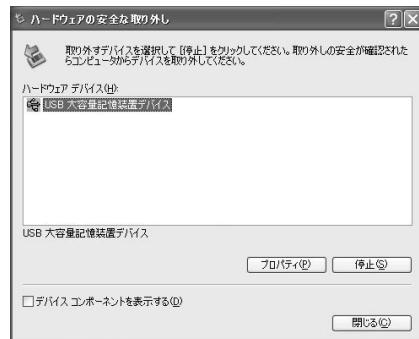 ハードウェアの安全な取り外し
取り外すデバイスを選択して [停止] をクリックしてください。取り外しの安全が確認された
らコンピュータからデバイスを取り外してください。
ハードウェア デバイス(H):
USB 大容量記憶装置デバイス
USB 大容量記憶装置デバイス
プロパティ(P)
停止(S)
デバイス コンポーネントを表示する(D)
閉じる(C)